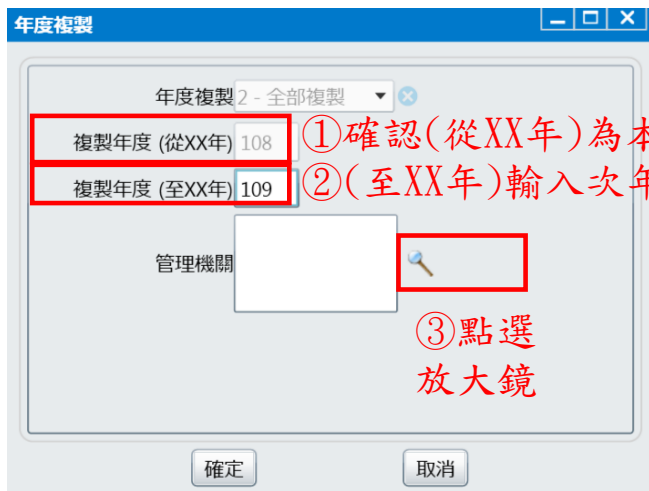 年度複製
年度複製 2 - 全部複製
複製年度 (從XX年) 108
①確認(從XX年)為本
複製年度 (至XX年) 109
②(至XX年)輸入次年
管理機關
③點選
放大鏡
確定 取消